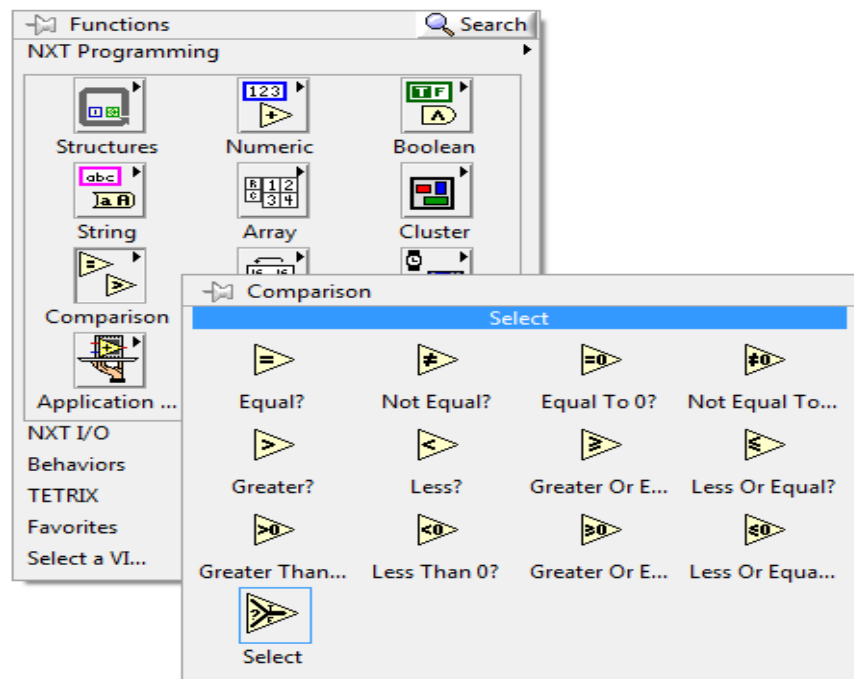 Functions
Search
NXT Programming
Structures
Numeric
Boolean
String
Array
Cluster
Comparison
Application ...
NXT I/O
Behaviors
TETRIX
Favorites
Select a VI...
Comparison
Select
Equal?
Not Equal?
Equal To 0?
Not Equal To...
Greater?
Less?
Greater Or E...
Less Or Equal?
Greater Than...
Less Than 0?
Greater Or E...
Less Or Equa...
Select